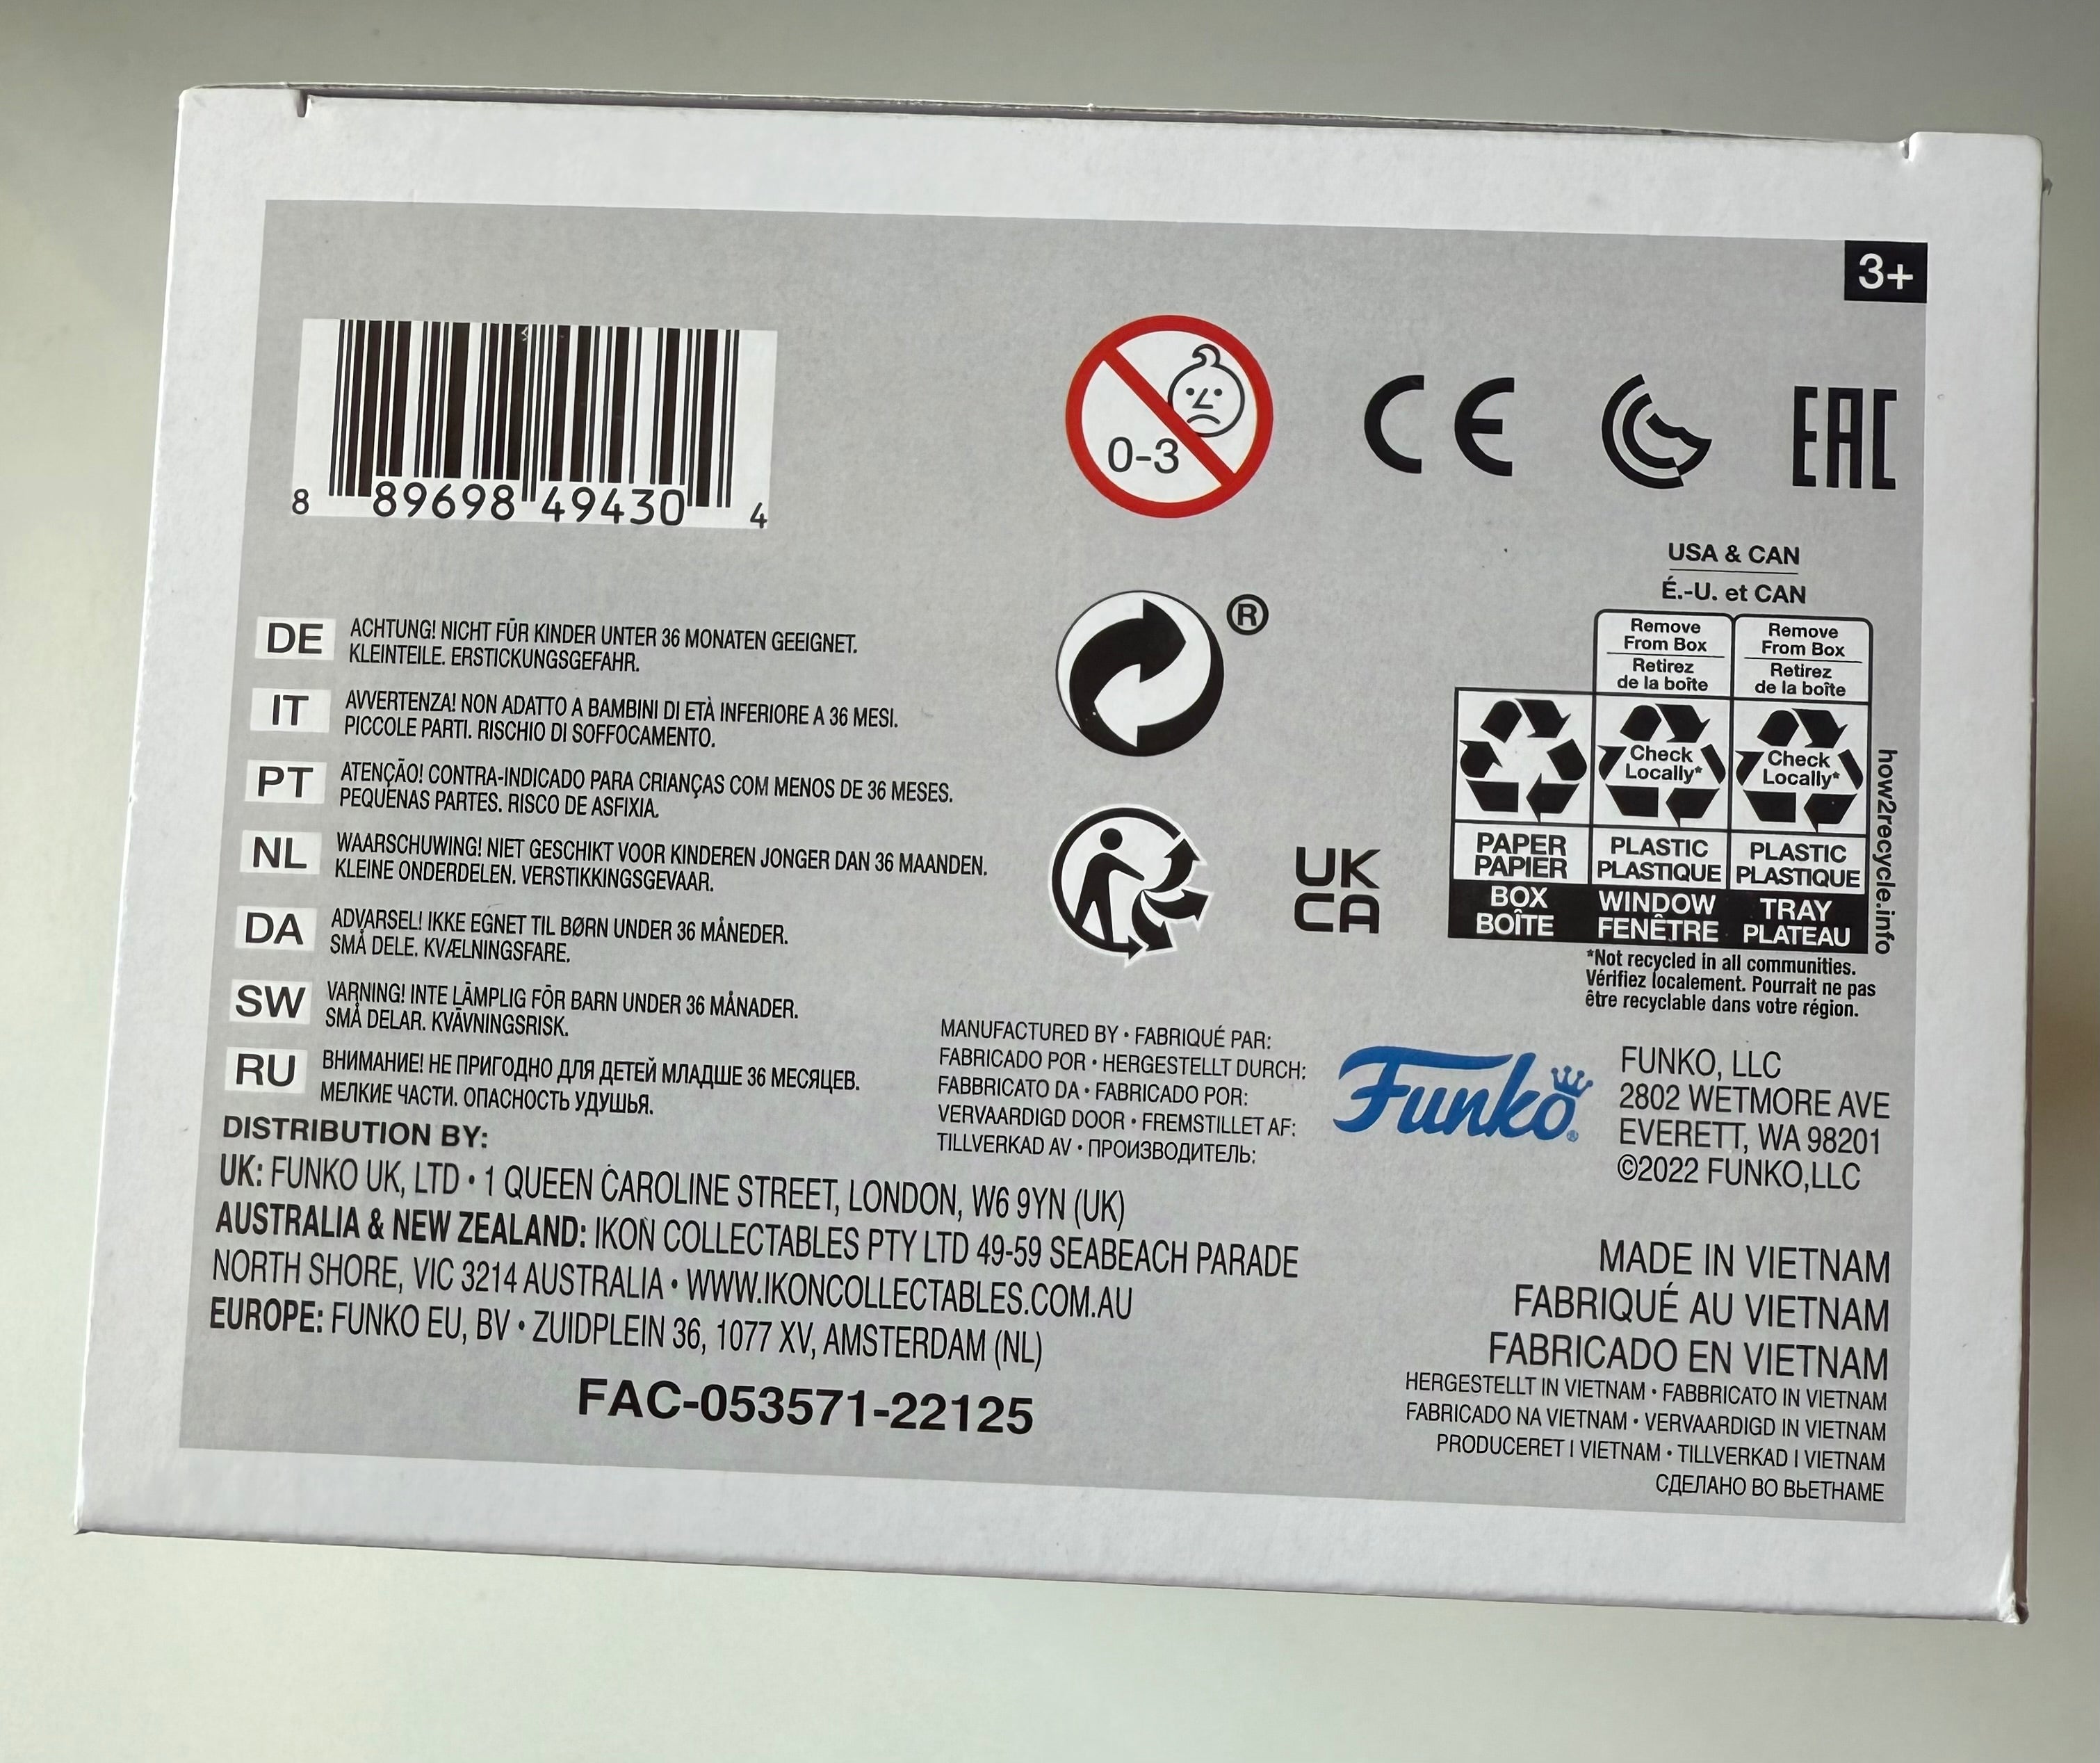 3+
8 89698 49430 4
0-3
CE
EAC
USA & CAN
É.-U. et CAN
Remove
From Box
Retirez
de la boîte
Remove
From Box
Retirez
de la boîte
Check
Locally*
Check
Locally*
PAPER
PAPIER
PLASTIC
PLASTIQUE
PLASTIC
PLASTIQUE
BOX
BOÎTE
WINDOW
FENÊTRE
TRAY
PLATEAU
how2recycle.info
*Not recycled in all communities.
Vérifiez localement. Pourrait ne pas
être recyclable dans votre région.
®
UK
CA
DE ACHTUNG! NICHT FÜR KINDER UNTER 36 MONATEN GEEIGNET.
KLEINTEILE. ERSTICKUNGSGEFAHR.
IT AVVERTENZA! NON ADATTO A BAMBINI DI ETÀ INFERIORE A 36 MESI.
PICCOLE PARTI. RISCHIO DI SOFFOCAMENTO.
PT ATENÇÃO! CONTRA-INDICADO PARA CRIANÇAS COM MENOS DE 36 MESES.
PEQUENAS PARTES. RISCO DE ASFIXIA.
NL WAARSCHUWING! NIET GESCHIKT VOOR KINDEREN JONGER DAN 36 MAANDEN.
KLEINE ONDERDELEN. VERSTIKKINGSGEVAAR.
DA ADVARSEL! IKKE EGNET TIL BØRN UNDER 36 MÅNEDER.
SMÅ DELE. KVÆLNINGSFARE.
SW VARNING! INTE LÄMPLIG FÖR BARN UNDER 36 MÅNADER.
SMÅ DELAR. KVÄVNINGSRISK.
RU ВНИМАНИЕ! НЕ ПРИГОДНО ДЛЯ ДЕТЕЙ МЛАДШЕ 36 МЕСЯЦЕВ.
МЕЛКИЕ ЧАСТИ. ОПАСНОСТЬ УДУШЬЯ.
DISTRIBUTION BY:
UK: FUNKO UK, LTD • 1 QUEEN CAROLINE STREET, LONDON, W6 9YN (UK)
AUSTRALIA & NEW ZEALAND: IKON COLLECTABLES PTY LTD 49-59 SEABEACH PARADE
NORTH SHORE, VIC 3214 AUSTRALIA • WWW.IKONCOLLECTABLES.COM.AU
EUROPE: FUNKO EU, BV • ZUIDPLEIN 36, 1077 XV, AMSTERDAM (NL)
FAC-053571-22125
MANUFACTURED BY • FABRIQUÉ PAR:
FABRICADO POR • HERGESTELLT DURCH:
FABBRICATO DA • FABRICADO POR:
VERVAARDIGD DOOR • FREMSTILLET AF:
TILLVERKAD AV • ПРОИЗВОДИТЕЛЬ:
Funko®
FUNKO, LLC
2802 WETMORE AVE
EVERETT, WA 98201
©2022 FUNKO,LLC
MADE IN VIETNAM
FABRIQUÉ AU VIETNAM
FABRICADO EN VIETNAM
HERGESTELLT IN VIETNAM • FABBRICATO IN VIETNAM
FABRICADO NA VIETNAM • VERVAARDIGD IN VIETNAM
PRODUCERET I VIETNAM • TILLVERKAD I VIETNAM
СДЕЛАНО ВО ВЬЕТНАМЕ